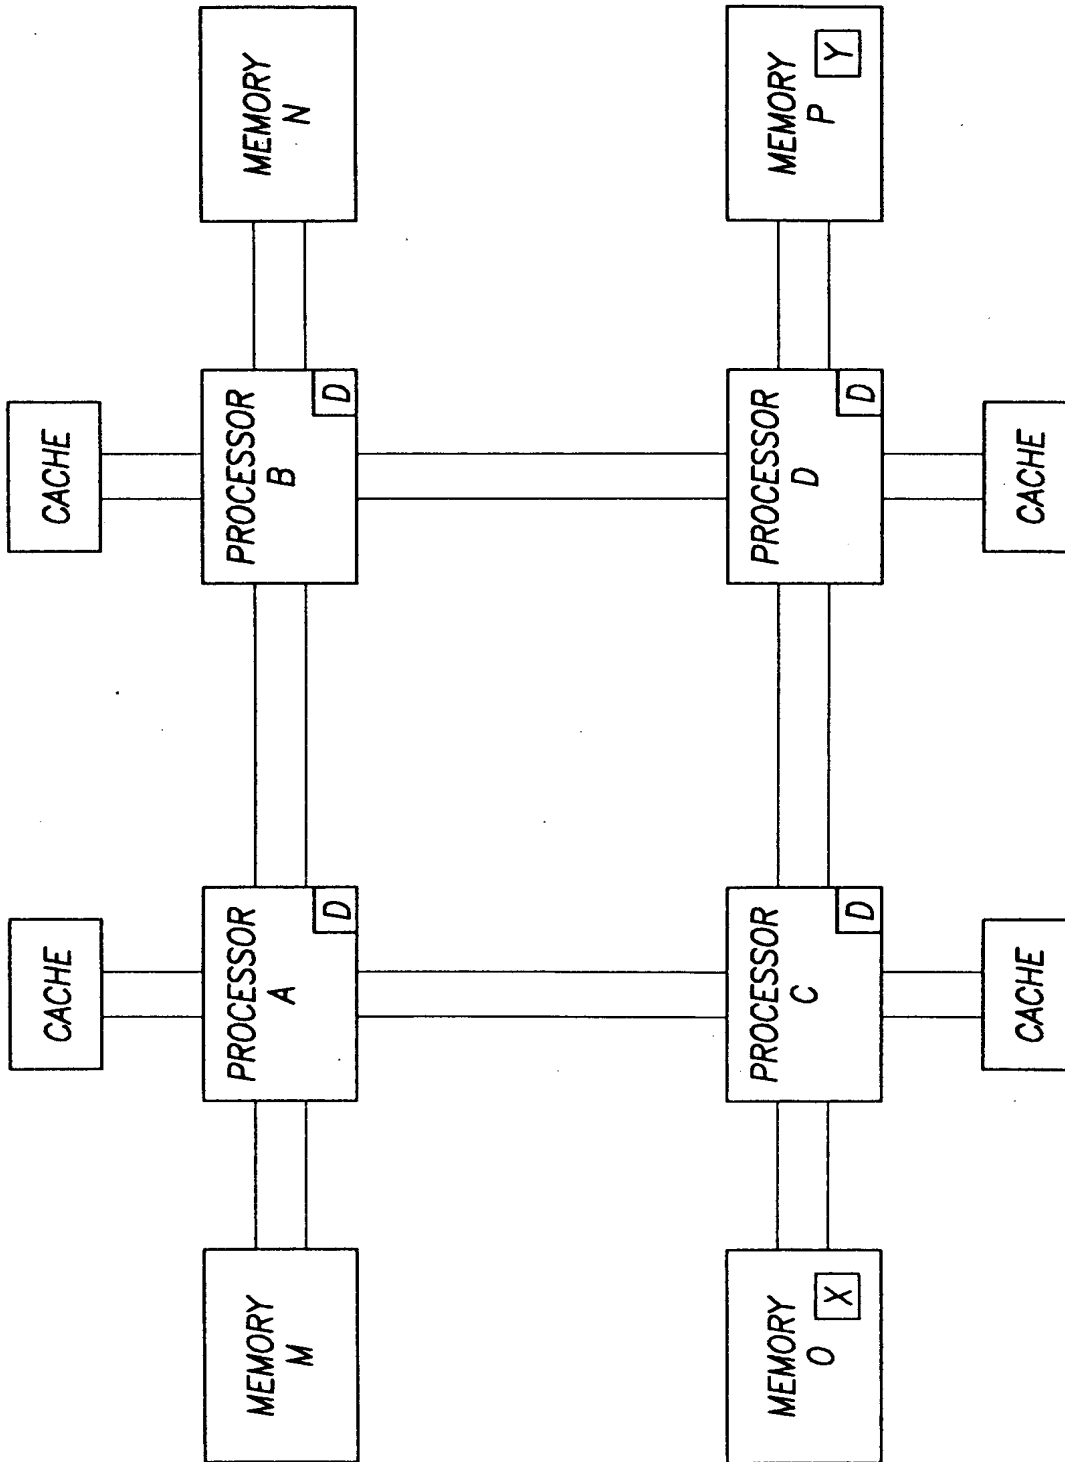 CACHE
CACHE
MEMORY
M
PROCESSOR
A
D
PROCESSOR
B
D
MEMORY
N
MEMORY
O
X
PROCESSOR
C
D
PROCESSOR
D
D
MEMORY
P
Y
CACHE
CACHE